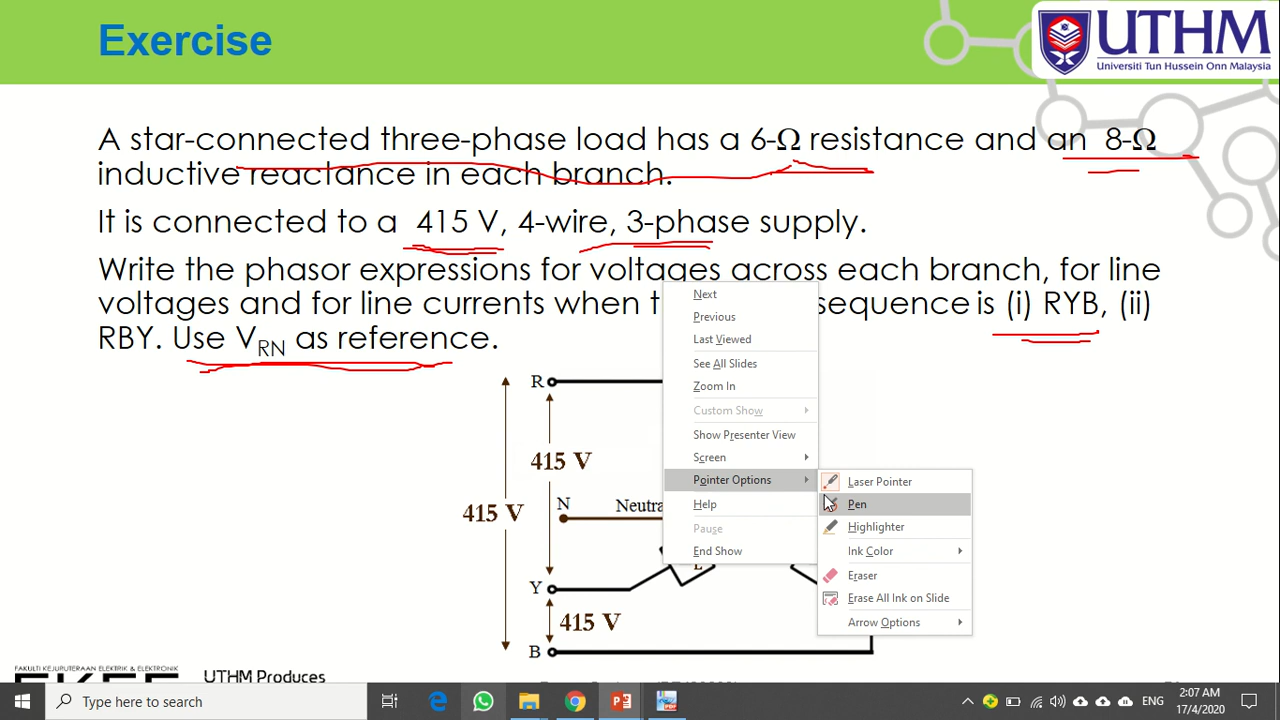 Exercise
UTHM
Universiti Tun Hussein Onn Malaysia
A star-connected three-phase load has a 6-Ω resistance and an 8-Ω
inductive reactance in each branch.
It is connected to a 415 V, 4-wire, 3-phase supply.
Write the phasor expressions for voltages across each branch, for line
voltages and for line currents when t sequence is (i) RYB, (ii)
RBY. Use VRN as reference.
Next
Previous
Last Viewed
See All Slides
Zoom In
Custom Show
Show Presenter View
Screen
Pointer Options
Help
Pause
End Show
Laser Pointer
Pen
Highlighter
Ink Color
Eraser
Erase All Ink on Slide
Arrow Options
R
415 V
415 V
N
Neutra
Y
415 V
B
FAKULTI KEJURUTERAAN ELEKTRIK & ELEKTRONIK
UTHM Produces
Type here to search
ENG
2:07 AM
17/4/2020